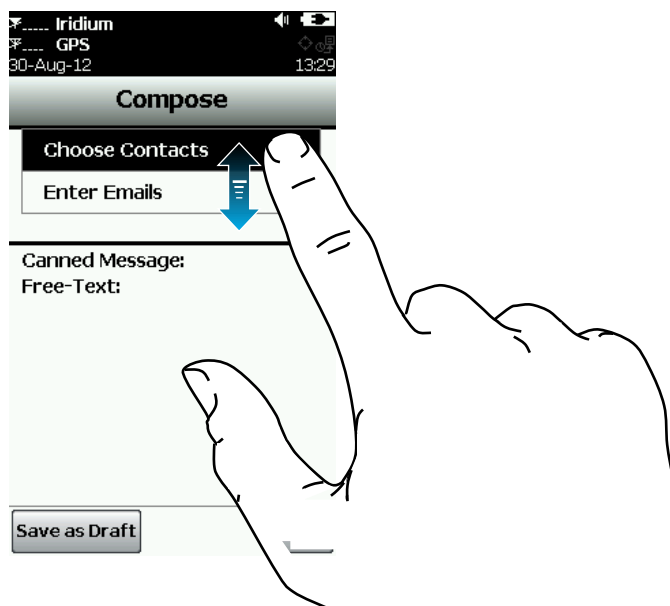 Iridium
GPS
30-Aug-12 13:29
Compose
Choose Contacts
Enter Emails
Canned Message:
Free-Text:
Save as Draft